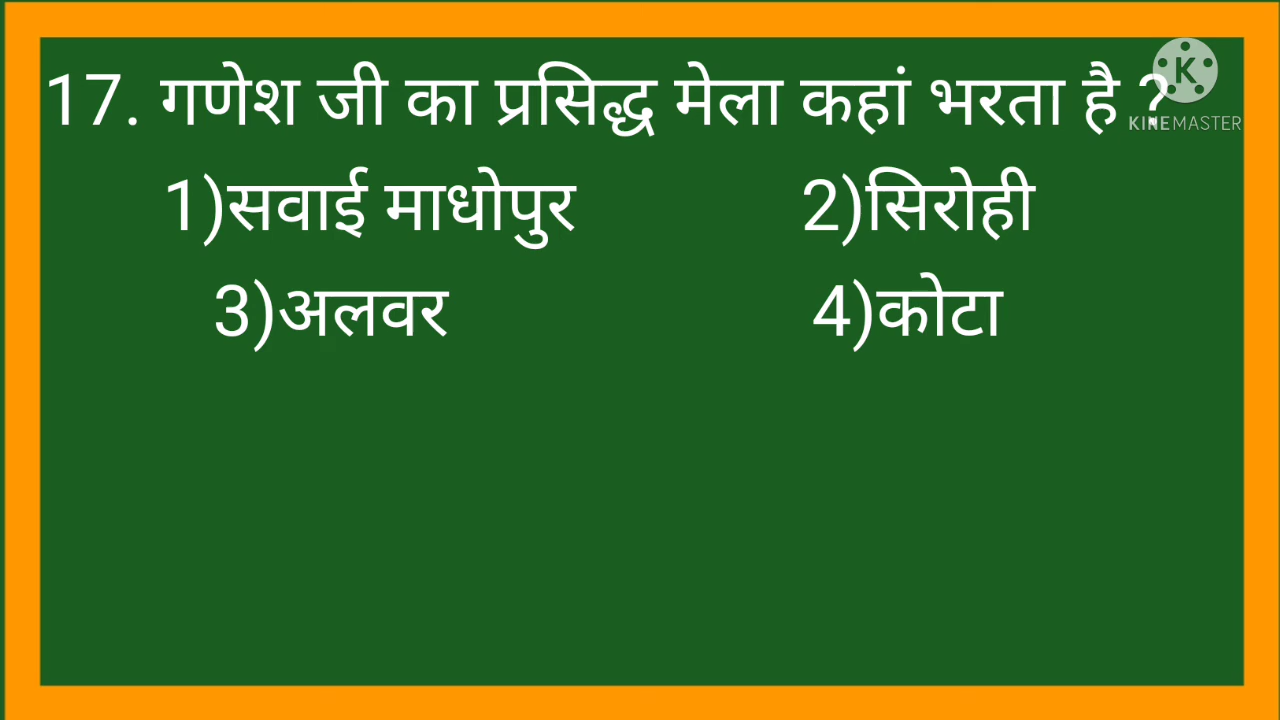 17. गणेश जी का प्रसिद्ध मेला कहां भरता है ?
1)सवाई माधोपुर 2)सिरोही
3)अलवर 4)कोटा
K
KINEMASTER